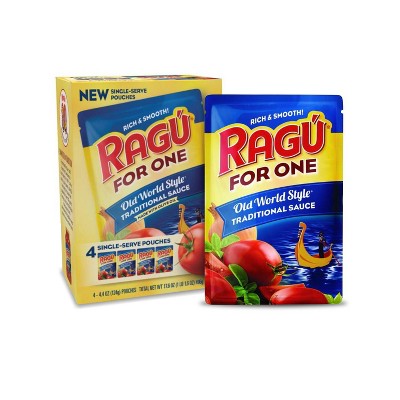 NEW SINGLE-SERVE
POUCHES
RICH & SMOOTH!
RAGÚ
FOR ONE
Old World Style
TRADITIONAL SAUCE
4 SINGLE-SERVE POUCHES
RICH & SMOOTH!
RAGÚ
FOR ONE
Old World Style
TRADITIONAL SAUCE